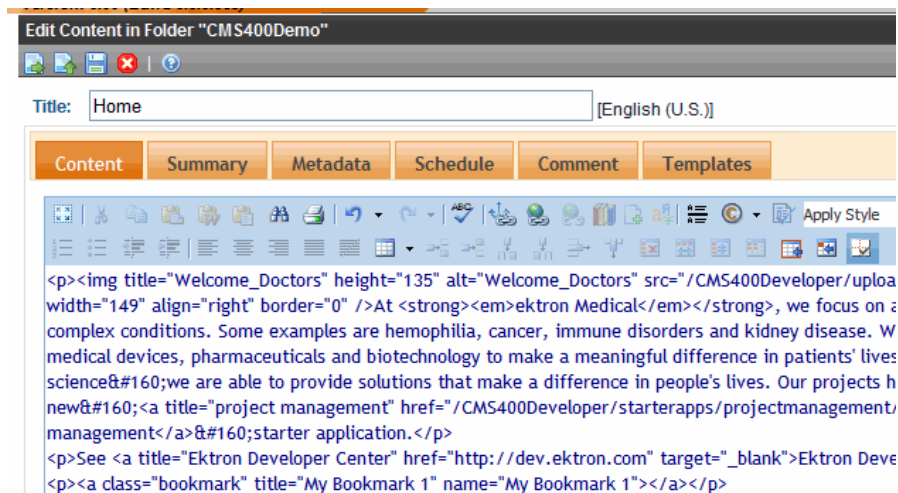 Edit Content in Folder "CMS400Demo"
Title: Home [English (U.S.)]
Content Summary Metadata Schedule Comment Templates
ABC Apply Style
<p><img title="Welcome_Doctors" height="135" alt="Welcome_Doctors" src="/CMS400Developer/uploa
width="149" align="right" border="0" />At <strong><em>ektron Medical</em></strong>, we focus on a
complex conditions. Some examples are hemophilia, cancer, immune disorders and kidney disease. W
medical devices, pharmaceuticals and biotechnology to make a meaningful difference in patients' lives
science&#160;we are able to provide solutions that make a difference in people's lives. Our projects h
new&#160;<a title="project management" href="/CMS400Developer/starterapps/projectmanagement/
management</a>&#160;starter application.</p>
<p>See <a title="Ektron Developer Center" href="http://dev.ektron.com" target="_blank">Ektron Deve
<p><a class="bookmark" title="My Bookmark 1" name="My Bookmark 1"></a></p>